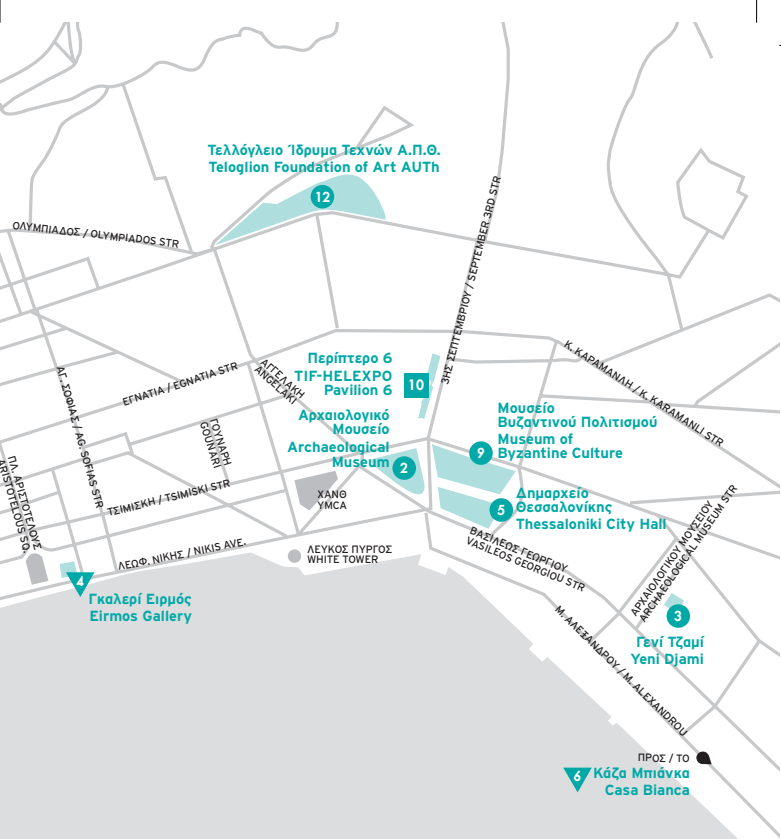 Τελλόγλειο Ίδρυμα Τεχνών Α.Π.Θ.
Teloglion Foundation of Art AUTh
12
ΟΛΥΜΠΙΑΔΟΣ / OLYMPIADOS STR
3ΗΣ ΣΕΠΤΕΜΒΡΙΟΥ / SEPTEMBER 3RD STR
Περίπτερο 6
TIF-HELEXPO
Pavilion 6
10
Κ. ΚΑΡΑΜΑΝΛΗ / K. KARAMANLI STR
ΑΓΓΕΛΑΚΗ
ANGELAKI
ΕΓΝΑΤΙΑ / EGNATIA STR
ΑΓ. ΣΟΦΙΑΣ / AG. SOFIAS STR
Αρχαιολογικό
Μουσείο
Archaeological
Museum
2
Μουσείο
Βυζαντινού Πολιτισμού
Museum of
Byzantine Culture
9
ΓΟΥΝΑΡΗ
GOUNARI
ΠΛ. ΑΡΙΣΤΟΤΕΛΟΥΣ
ARISTOTELOUS SQ.
ΤΣΙΜΙΣΚΗ / TSIMISKI STR
ΧΑΝΘ
YMCA
5
Δημαρχείο
Θεσσαλονίκης
Thessaloniki City Hall
ΛΕΩΦ. ΝΙΚΗΣ / NIKIS AVE.
ΛΕΥΚΟΣ ΠΥΡΓΟΣ
WHITE TOWER
ΒΑΣΙΛΕΩΣ ΓΕΩΡΓΙΟΥ
VASILEOS GEORGIOU STR
ΑΡΧΑΙΟΛΟΓΙΚΟΥ ΜΟΥΣΕΙΟΥ
ARCHAEOLOGICAL MUSEUM STR
4
Γκαλερί Ειρμός
Eirmos Gallery
3
Γενί Τζαμί
Yeni Djami
Μ. ΑΛΕΞΑΝΔΡΟΥ / M. ALEXANDROU
ΠΡΟΣ / TO
6
Κάζα Μπιάνκα
Casa Bianca